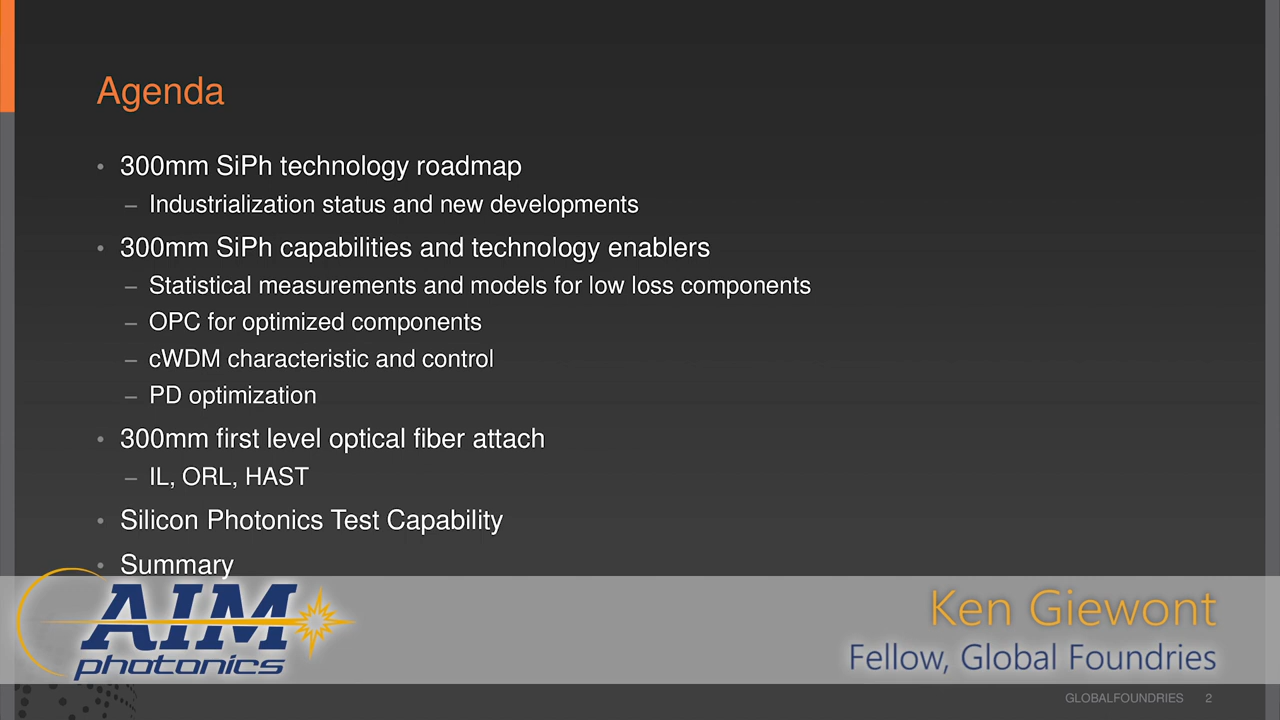 Agenda
• 300mm SiPh technology roadmap
– Industrialization status and new developments
• 300mm SiPh capabilities and technology enablers
– Statistical measurements and models for low loss components
– OPC for optimized components
– cWDM characteristic and control
– PD optimization
• 300mm first level optical fiber attach
– IL, ORL, HAST
• Silicon Photonics Test Capability
• Summary
AIM
photonics
Ken Giewont
Fellow, Global Foundries
GLOBALFOUNDRIES 2